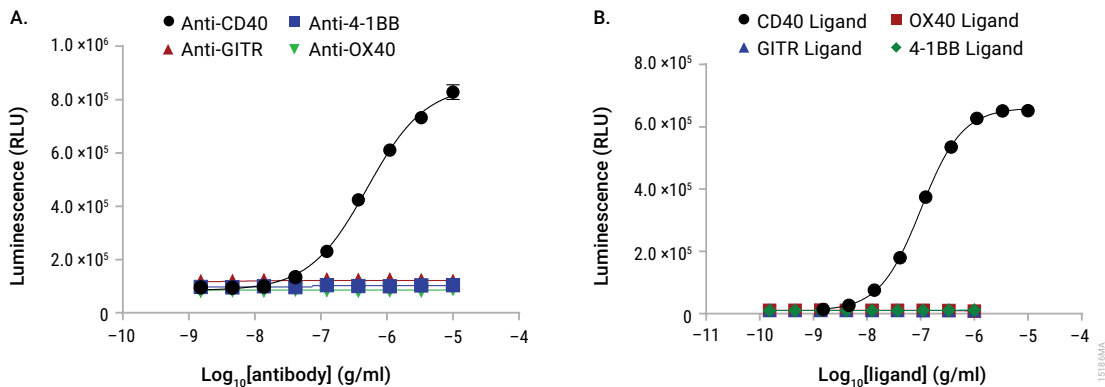 A.
Anti-CD40 Anti-4-1BB
Anti-GITR Anti-OX40
Luminescence (RLU)
1.0 ×10⁶
8.0 ×10⁵
6.0 ×10⁵
4.0 ×10⁵
2.0 ×10⁵
0
−10 −9 −8 −7 −6 −5 −4
Log₁₀[antibody] (g/ml)
B.
CD40 Ligand OX40 Ligand
GITR Ligand 4-1BB Ligand
Luminescence (RLU)
8.0 ×10⁵
6.0 ×10⁵
4.0 ×10⁵
2.0 ×10⁵
0
−11 −10 −9 −8 −7 −6 −5 −4
Log₁₀[ligand] (g/ml)
15186MA